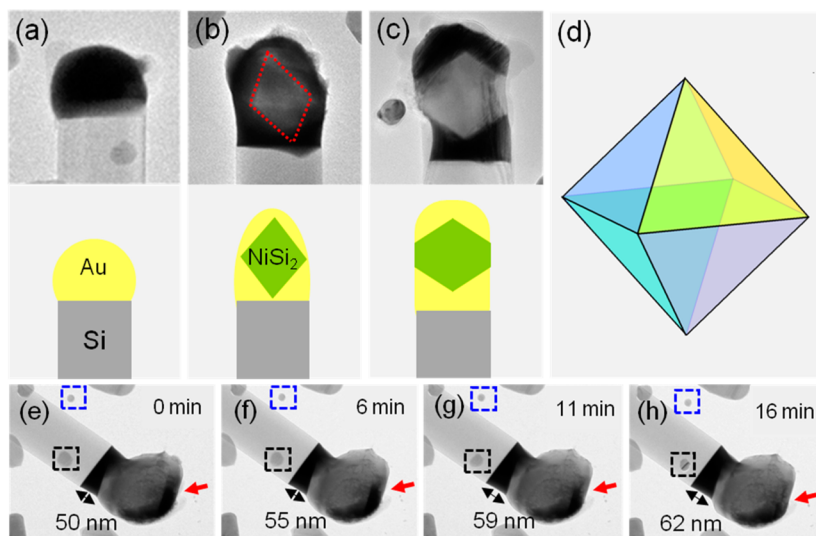 (a)
(b)
(c)
(d)
Au
Si
NiSi₂
(e)
0 min
50 nm
(f)
6 min
55 nm
(g)
11 min
59 nm
(h)
16 min
62 nm